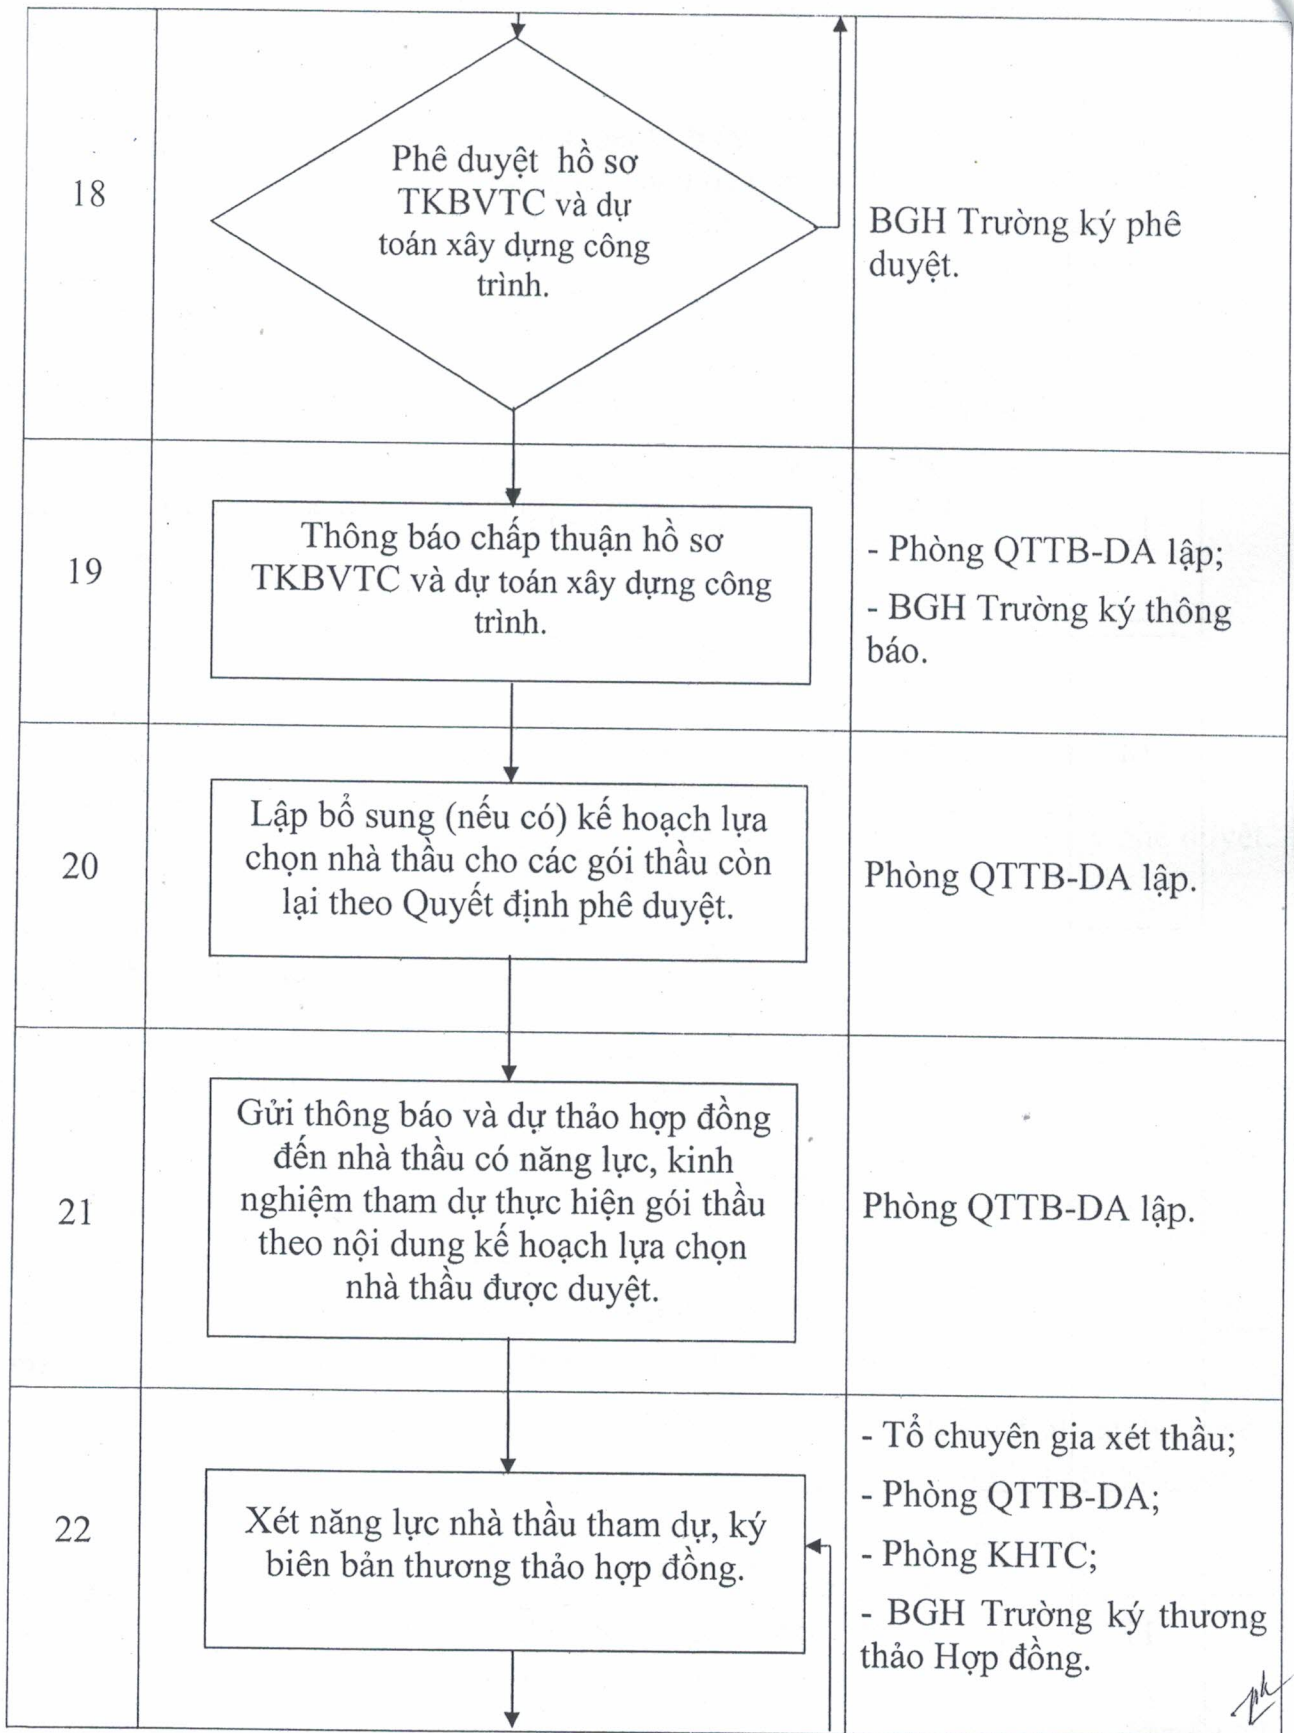 18
Phê duyệt hồ sơ
TKBVTC và dự
toán xây dựng công
trình.
BGH Trường ký phê
duyệt.
19
Thông báo chấp thuận hồ sơ
TKBVTC và dự toán xây dựng công
trình.
- Phòng QTTB-DA lập;
- BGH Trường ký thông
báo.
20
Lập bổ sung (nếu có) kế hoạch lựa
chọn nhà thầu cho các gói thầu còn
lại theo Quyết định phê duyệt.
Phòng QTTB-DA lập.
21
Gửi thông báo và dự thảo hợp đồng
đến nhà thầu có năng lực, kinh
nghiệm tham dự thực hiện gói thầu
theo nội dung kế hoạch lựa chọn
nhà thầu được duyệt.
Phòng QTTB-DA lập.
22
Xét năng lực nhà thầu tham dự, ký
biên bản thương thảo hợp đồng.
- Tổ chuyên gia xét thầu;
- Phòng QTTB-DA;
- Phòng KHTC;
- BGH Trường ký thương
thảo Hợp đồng.